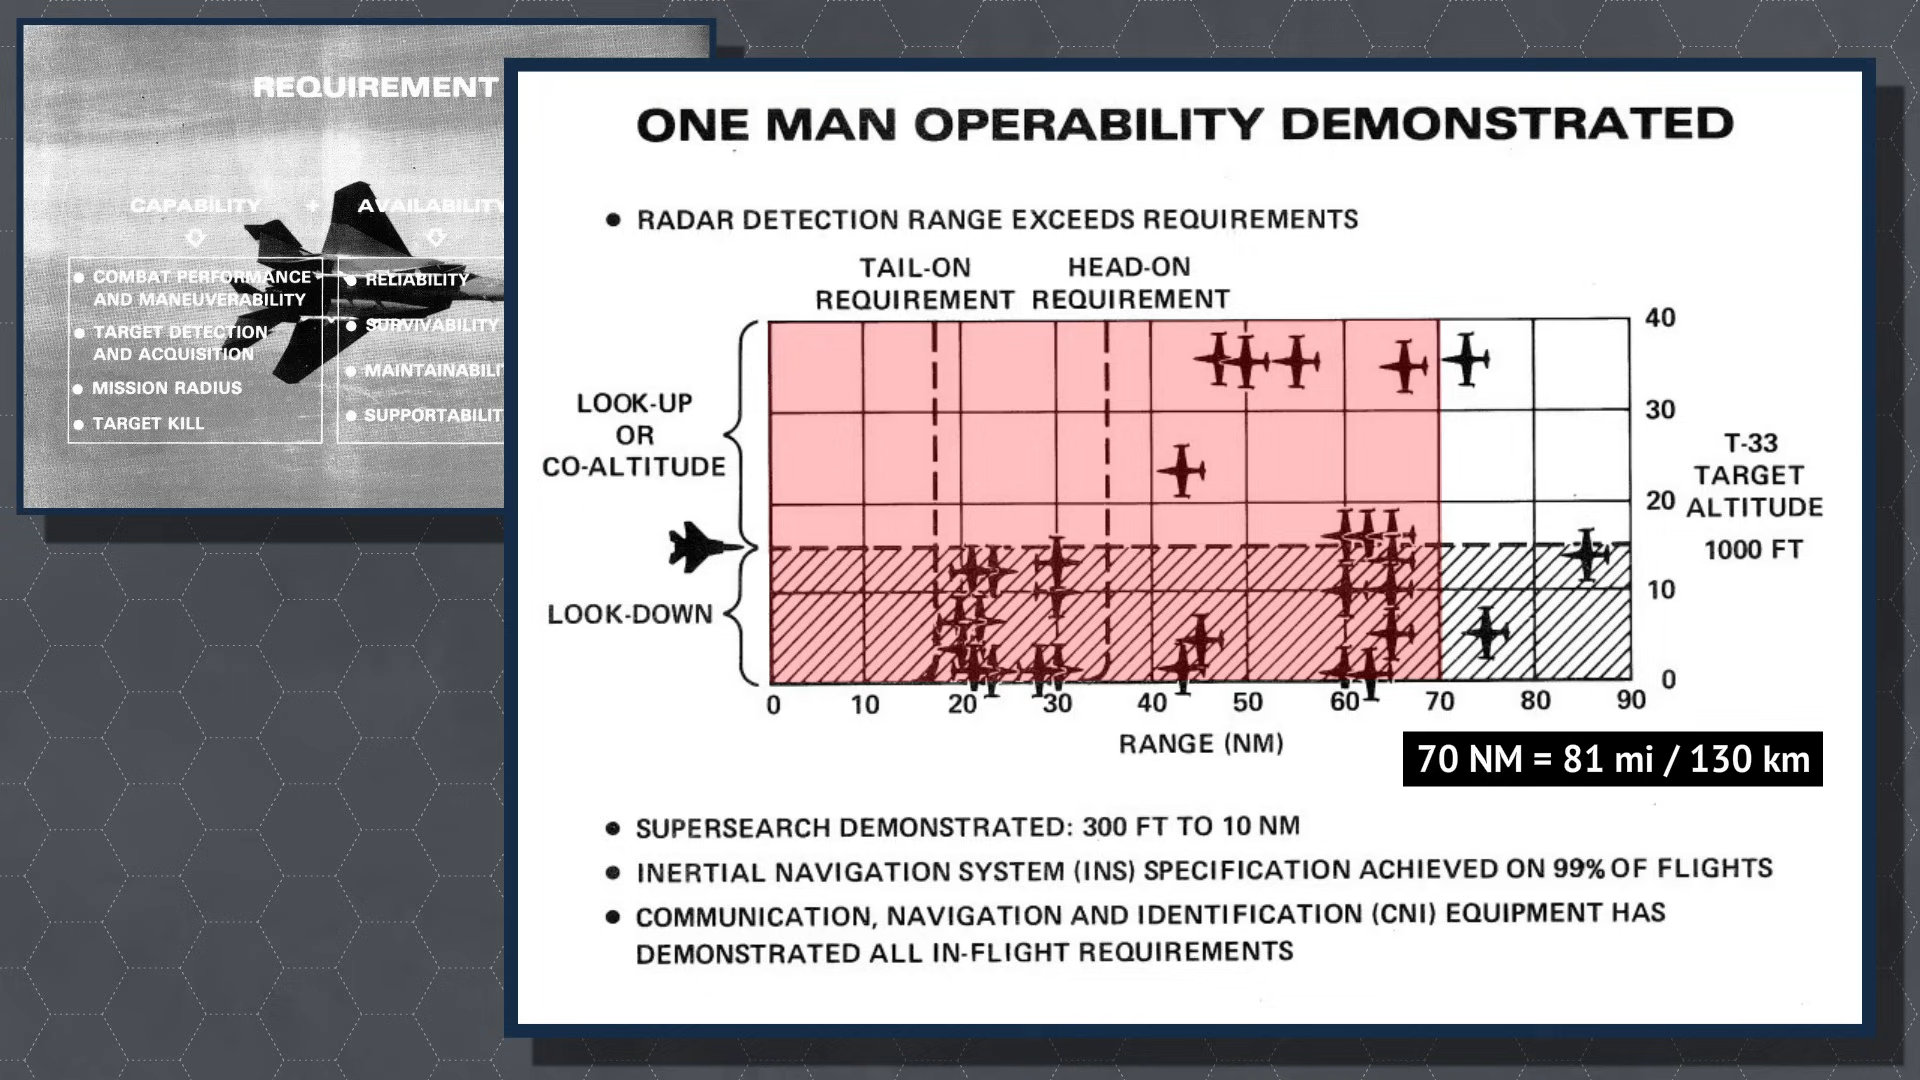 REQUIREMENT
CAPABILITY + AVAILABILITY
COMBAT PERFORMANCE
AND MANEUVERABILITY
TARGET DETECTION
AND ACQUISITION
MISSION RADIUS
TARGET KILL
RELIABILITY
SURVIVABILITY
MAINTAINABILI
SUPPORTABILIT
ONE MAN OPERABILITY DEMONSTRATED
• RADAR DETECTION RANGE EXCEEDS REQUIREMENTS
TAIL-ON
REQUIREMENT
HEAD-ON
REQUIREMENT
LOOK-UP
OR
CO-ALTITUDE
LOOK-DOWN
40
30
20
10
0
T-33
TARGET
ALTITUDE
1000 FT
0 10 20 30 40 50 60 70 80 90
RANGE (NM)
70 NM = 81 mi / 130 km
• SUPERSEARCH DEMONSTRATED: 300 FT TO 10 NM
• INERTIAL NAVIGATION SYSTEM (INS) SPECIFICATION ACHIEVED ON 99% OF FLIGHTS
• COMMUNICATION, NAVIGATION AND IDENTIFICATION (CNI) EQUIPMENT HAS
DEMONSTRATED ALL IN-FLIGHT REQUIREMENTS